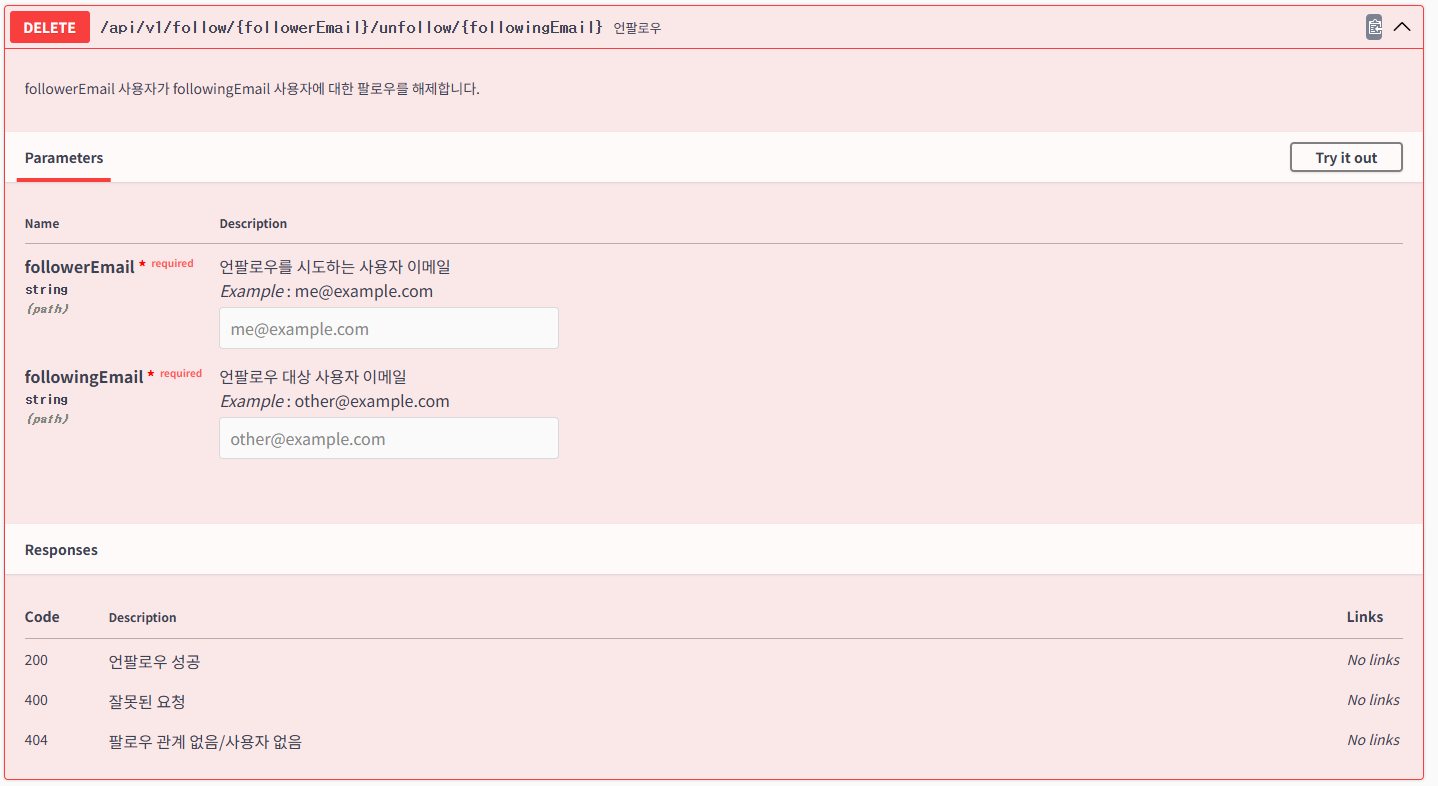 DELETE /api/v1/follow/{followerEmail}/unfollow/{followingEmail} 언팔로우
followerEmail 사용자가 followingEmail 사용자에 대한 팔로우를 해제합니다.
Parameters Try it out
Name Description
followerEmail * required 언팔로우를 시도하는 사용자 이메일
string Example : me@example.com
(path) me@example.com
followingEmail * required 언팔로우 대상 사용자 이메일
string Example : other@example.com
(path) other@example.com
Responses
Code Description Links
200 언팔로우 성공 No links
400 잘못된 요청 No links
404 팔로우 관계 없음/사용자 없음 No links